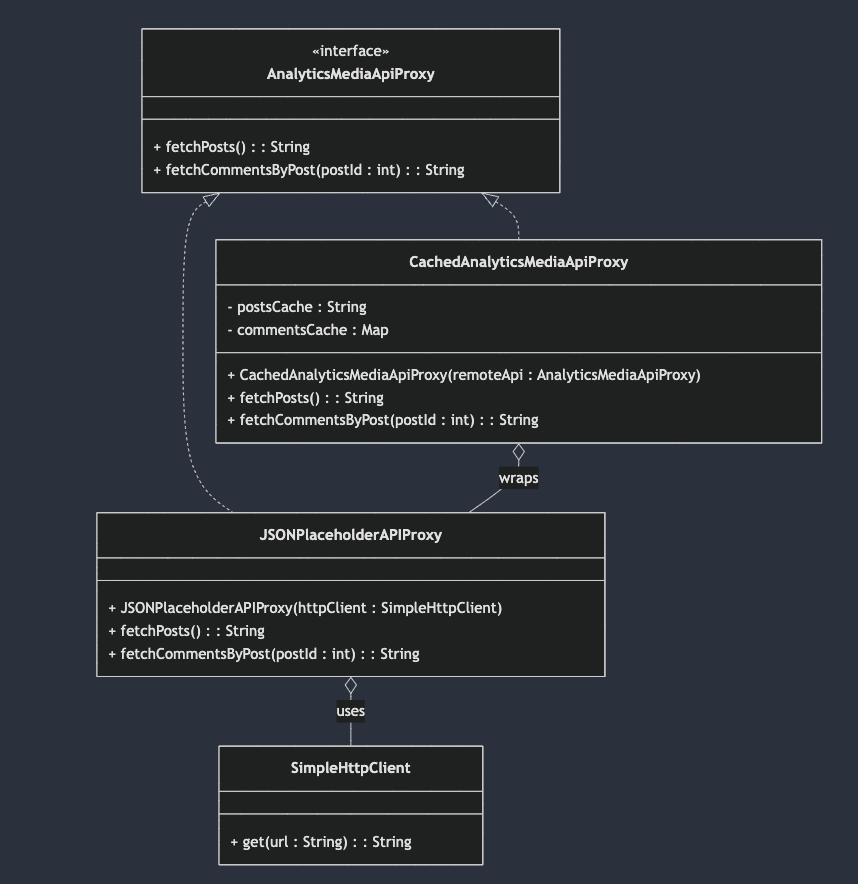 «interface»
AnalyticsMediaApiProxy
+ fetchPosts() : : String
+ fetchCommentsByPost(postId : int) : : String
CachedAnalyticsMediaApiProxy
- postsCache : String
- commentsCache : Map
+ CachedAnalyticsMediaApiProxy(remoteApi : AnalyticsMediaApiProxy)
+ fetchPosts() : : String
+ fetchCommentsByPost(postId : int) : : String
wraps
JSONPlaceholderAPIProxy
+ JSONPlaceholderAPIProxy(httpClient : SimpleHttpClient)
+ fetchPosts() : : String
+ fetchCommentsByPost(postId : int) : : String
uses
SimpleHttpClient
+ get(url : String) : : String